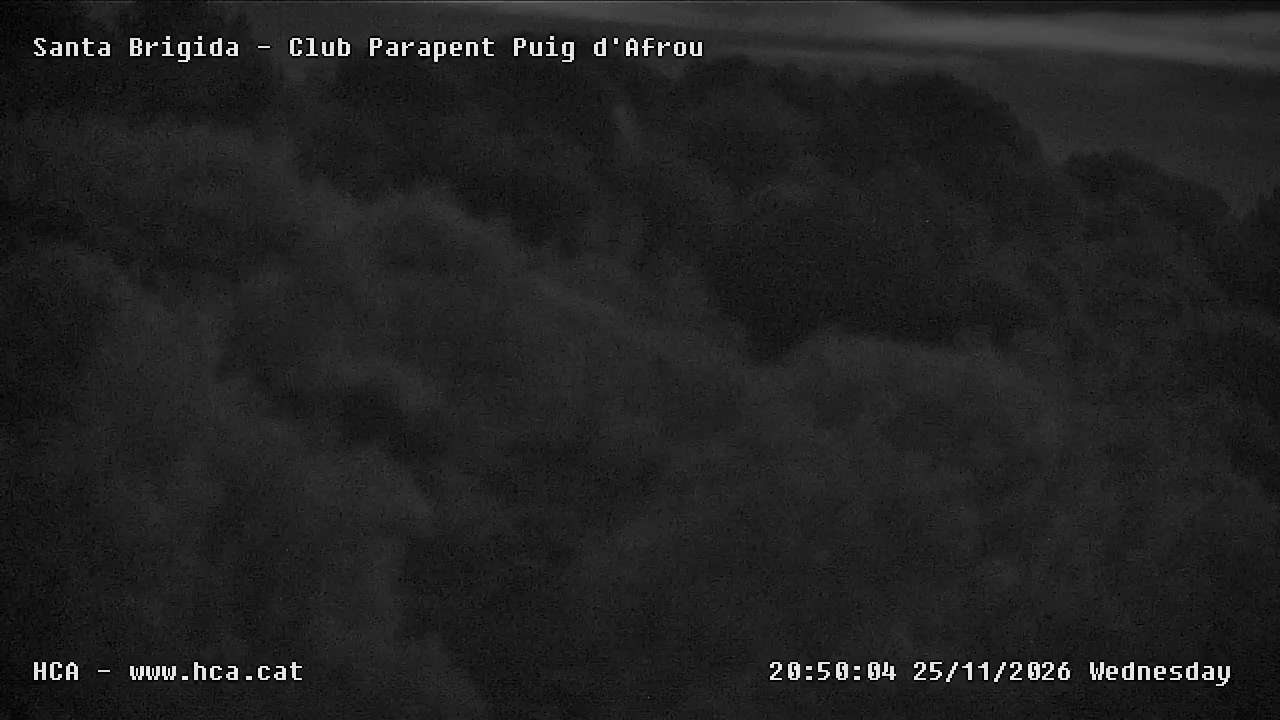 Santa Brigida - Club Parapent Puig d'Afrou
HCA - www.hca.cat
20:50:04 25/11/2026 Wednesday